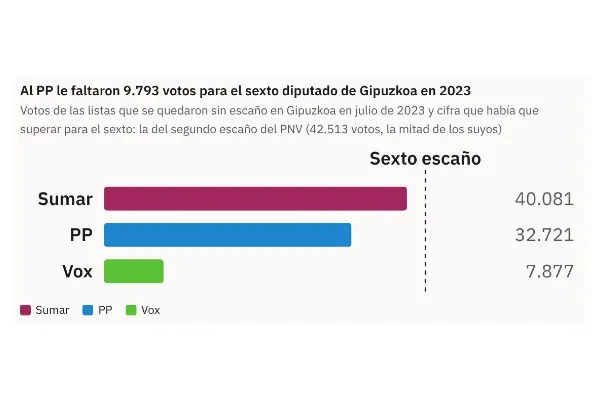 Al PP le faltaron 9.793 votos para el sexto diputado de Gipuzkoa en 2023
Votos de las listas que se quedaron sin escaño en Gipuzkoa en julio de 2023 y cifra que había que
superar para el sexto: la del segundo escaño del PNV (42.513 votos, la mitad de los suyos)
Sexto escaño
Sumar 40.081
PP 32.721
Vox 7.877
Sumar PP Vox